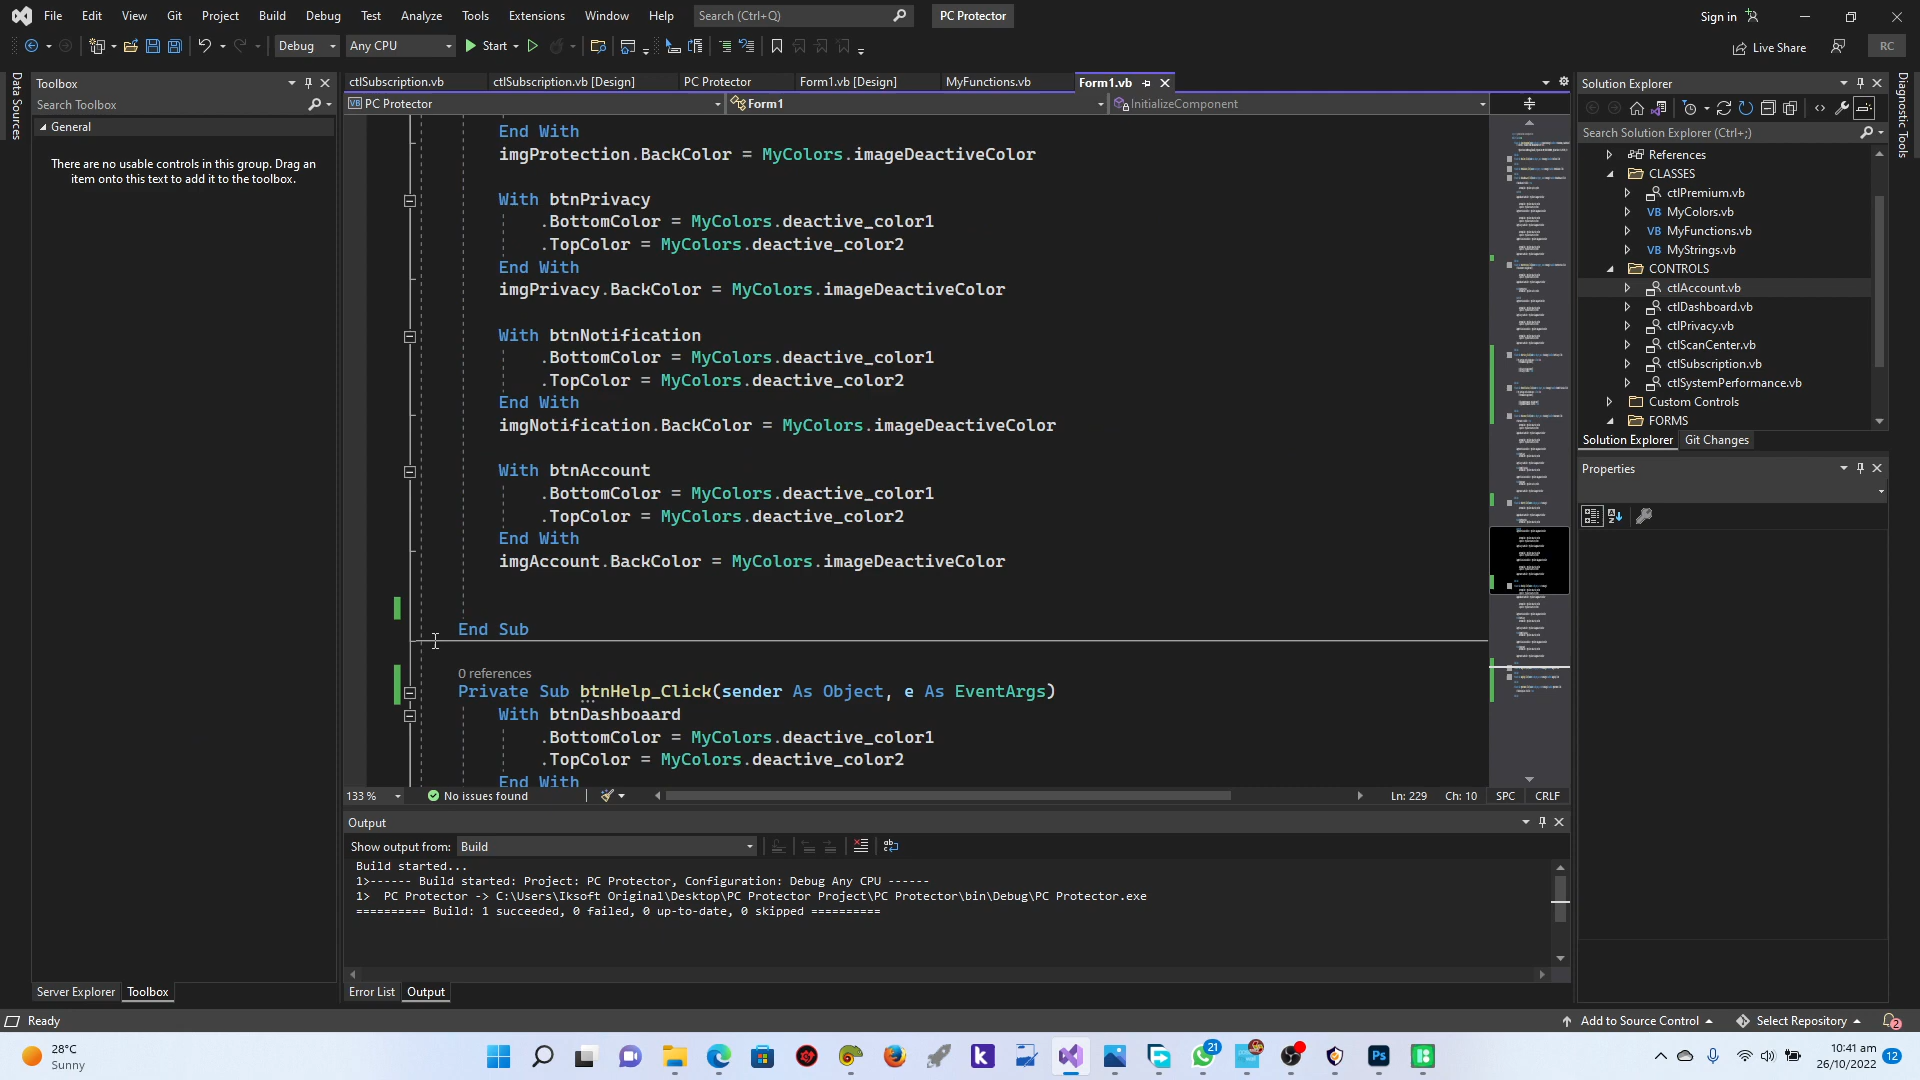 File Edit View Git Project Build Debug Test Analyze Tools Extensions Window Help Search (Ctrl+Q) PC Protector Sign in
Debug Any CPU Start Live Share RC
Data Sources
Toolbox
Search Toolbox
General
There are no usable controls in this group. Drag an
item onto this text to add it to the toolbox.
Server Explorer Toolbox
ctlSubscription.vb ctlSubscription.vb [Design] PC Protector Form1.vb [Design] MyFunctions.vb Form1.vb
VB PC Protector Form1 InitializeComponent
End With
imgProtection.BackColor = MyColors.imageDeactiveColor
With btnPrivacy
.BottomColor = MyColors.deactive_color1
.TopColor = MyColors.deactive_color2
End With
imgPrivacy.BackColor = MyColors.imageDeactiveColor
With btnNotification
.BottomColor = MyColors.deactive_color1
.TopColor = MyColors.deactive_color2
End With
imgNotification.BackColor = MyColors.imageDeactiveColor
With btnAccount
.BottomColor = MyColors.deactive_color1
.TopColor = MyColors.deactive_color2
End With
imgAccount.BackColor = MyColors.imageDeactiveColor
End Sub
0 references
Private Sub btnHelp_Click(sender As Object, e As EventArgs)
With btnDashboaard
.BottomColor = MyColors.deactive_color1
.TopColor = MyColors.deactive_color2
End With
133 % No issues found Ln: 229 Ch: 10 SPC CRLF
Output
Show output from: Build
Build started...
1>------ Build started: Project: PC Protector, Configuration: Debug Any CPU ------
1>  PC Protector -> C:\Users\Iksoft Original\Desktop\PC Protector Project\PC Protector\bin\Debug\PC Protector.exe
========== Build: 1 succeeded, 0 failed, 0 up-to-date, 0 skipped ==========
Error List Output
Solution Explorer
Search Solution Explorer (Ctrl+;)
References
CLASSES
ctlPremium.vb
VB MyColors.vb
VB MyFunctions.vb
VB MyStrings.vb
CONTROLS
ctlAccount.vb
ctlDashboard.vb
ctlPrivacy.vb
ctlScanCenter.vb
ctlSubscription.vb
ctlSystemPerformance.vb
Custom Controls
FORMS
Solution Explorer Git Changes
Properties
Diagnostic Tools
Ready Add to Source Control Select Repository 2
28°C
Sunny
k
21
Ps
10:41 am
26/10/2022
12